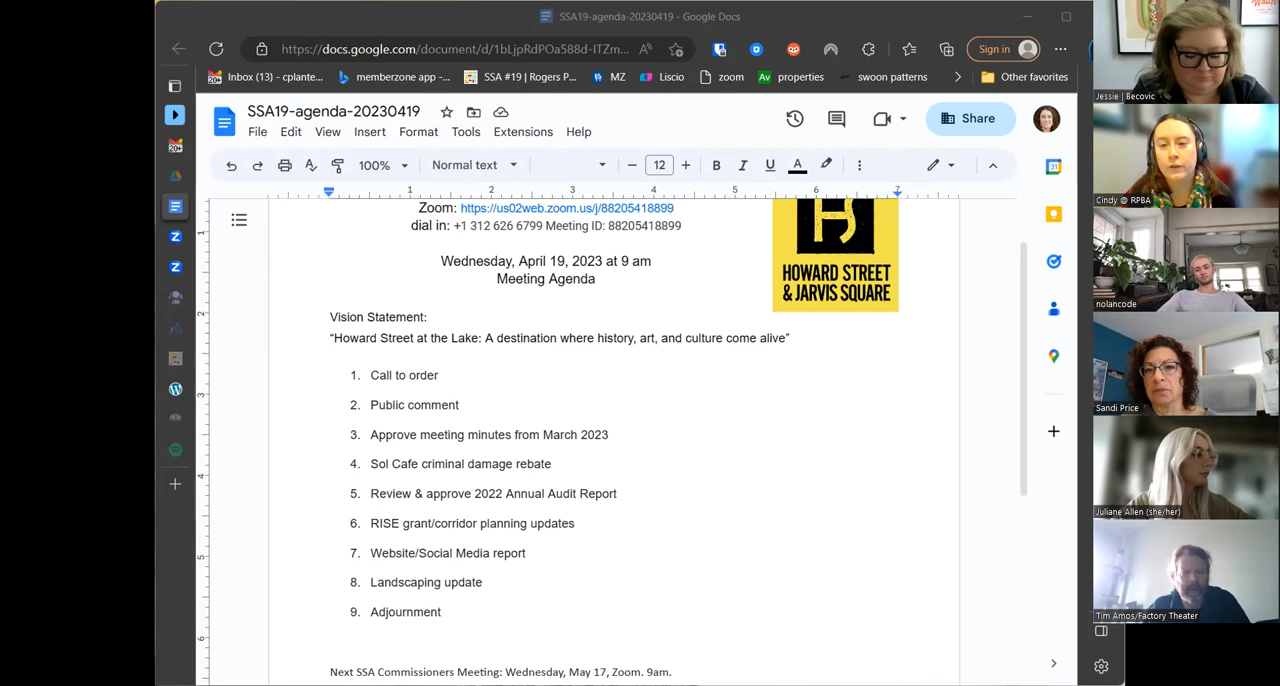 SSA19-agenda-20230419 - Google Docs
https://docs.google.com/document/d/1bLjpRdPOa588d-ITZm...
Sign in
Inbox (13) - cplante...
memberzone app -...
SSA #19 | Rogers P...
MZ
Liscio
zoom
Av properties
swoon patterns
Other favorites
SSA19-agenda-20230419
File Edit View Insert Format Tools Extensions Help
Share
100% Normal text 12 B I U A
1 2 3 4 5 6 7
Zoom: https://us02web.zoom.us/j/88205418899
dial in: +1 312 626 6799 Meeting ID: 88205418899
Wednesday, April 19, 2023 at 9 am
Meeting Agenda
HOWARD STREET
& JARVIS SQUARE
Vision Statement:
“Howard Street at the Lake: A destination where history, art, and culture come alive”
1. Call to order
2. Public comment
3. Approve meeting minutes from March 2023
4. Sol Cafe criminal damage rebate
5. Review & approve 2022 Annual Audit Report
6. RISE grant/corridor planning updates
7. Website/Social Media report
8. Landscaping update
9. Adjournment
Next SSA Commissioners Meeting: Wednesday, May 17, Zoom. 9am.
Jessie | Becovic
Cindy @ RPBA
nolancode
Sandi Price
Juliane Allen (she/her)
Tim Amos/Factory Theater